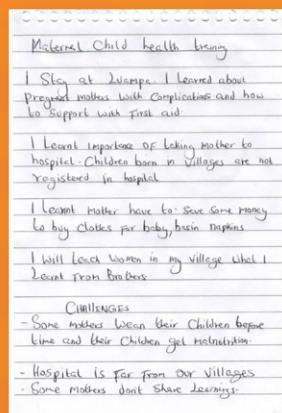 Maternal Child health training
I Stay at Luampa. I learned about
pregnant mothers with Complications and how
to Support with First aid.
I Learnt importance OF taking Mother to
hospital. Children born in villages are not
registered in hospital
I learnt mother have to. Save Some money
to buy clothes For baby, basin napkins
I will teach Women in my village what I
Learnt From Brothers
CHALLENGES
- Some mothers Wean their Children before
time and their Children get malnutrition.
- Hospital is Far From Our Villages
- Some Mothers don't Share Learnings.